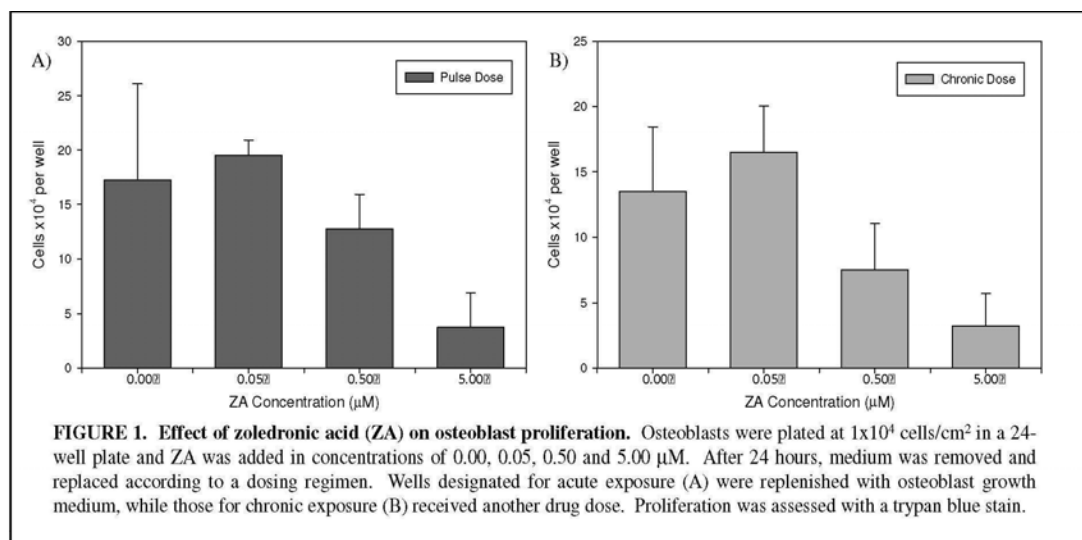 A)
30
25
20
15
10
5
0
Cells x10⁴ per well
Pulse Dose
0.00 0.05 0.50 5.00
ZA Concentration (µM)
B)
25
20
15
10
5
0
Cells x10⁴ per well
Chronic Dose
0.00 0.05 0.50 5.00
ZA Concentration (µM)
FIGURE 1. Effect of zoledronic acid (ZA) on osteoblast proliferation. Osteoblasts were plated at 1x10⁴ cells/cm² in a 24-
well plate and ZA was added in concentrations of 0.00, 0.05, 0.50 and 5.00 µM. After 24 hours, medium was removed and
replaced according to a dosing regimen. Wells designated for acute exposure (A) were replenished with osteoblast growth
medium, while those for chronic exposure (B) received another drug dose. Proliferation was assessed with a trypan blue stain.